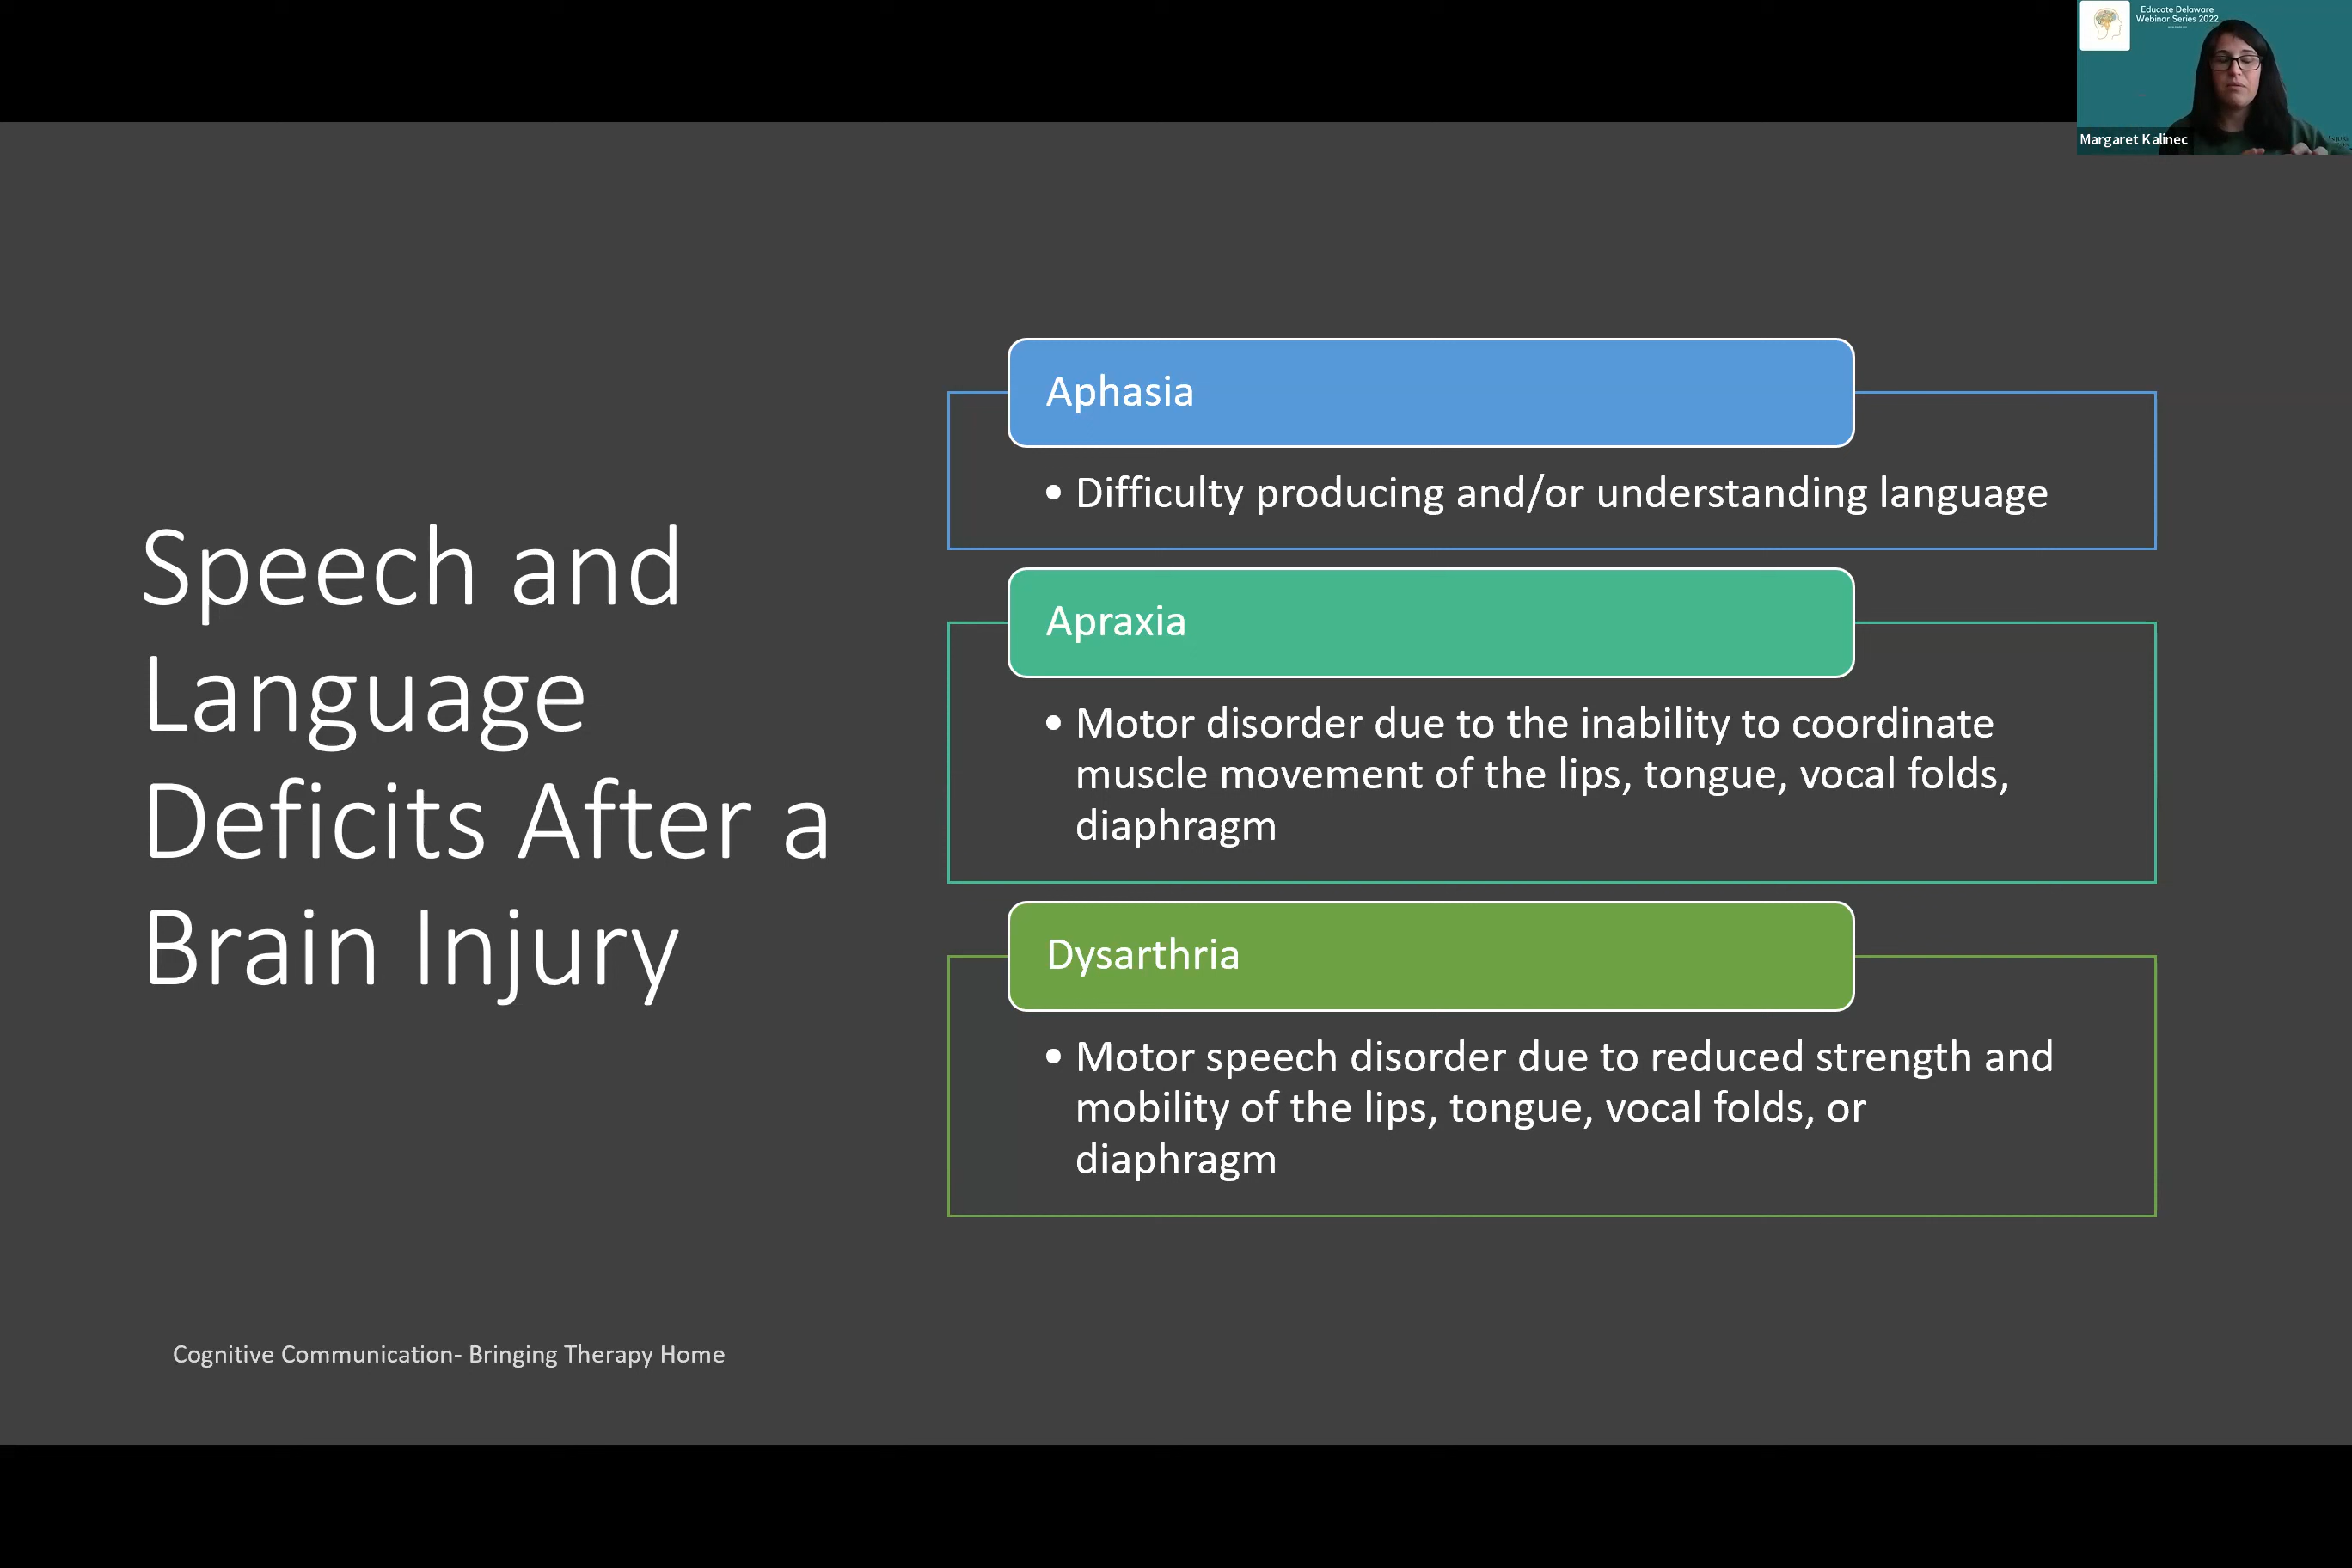 Educate Delaware
Webinar Series 2022
Margaret Kalinec
Speech and
Language
Deficits After a
Brain Injury
Aphasia
• Difficulty producing and/or understanding language
Apraxia
• Motor disorder due to the inability to coordinate
muscle movement of the lips, tongue, vocal folds,
diaphragm
Dysarthria
• Motor speech disorder due to reduced strength and
mobility of the lips, tongue, vocal folds, or
diaphragm
Cognitive Communication- Bringing Therapy Home